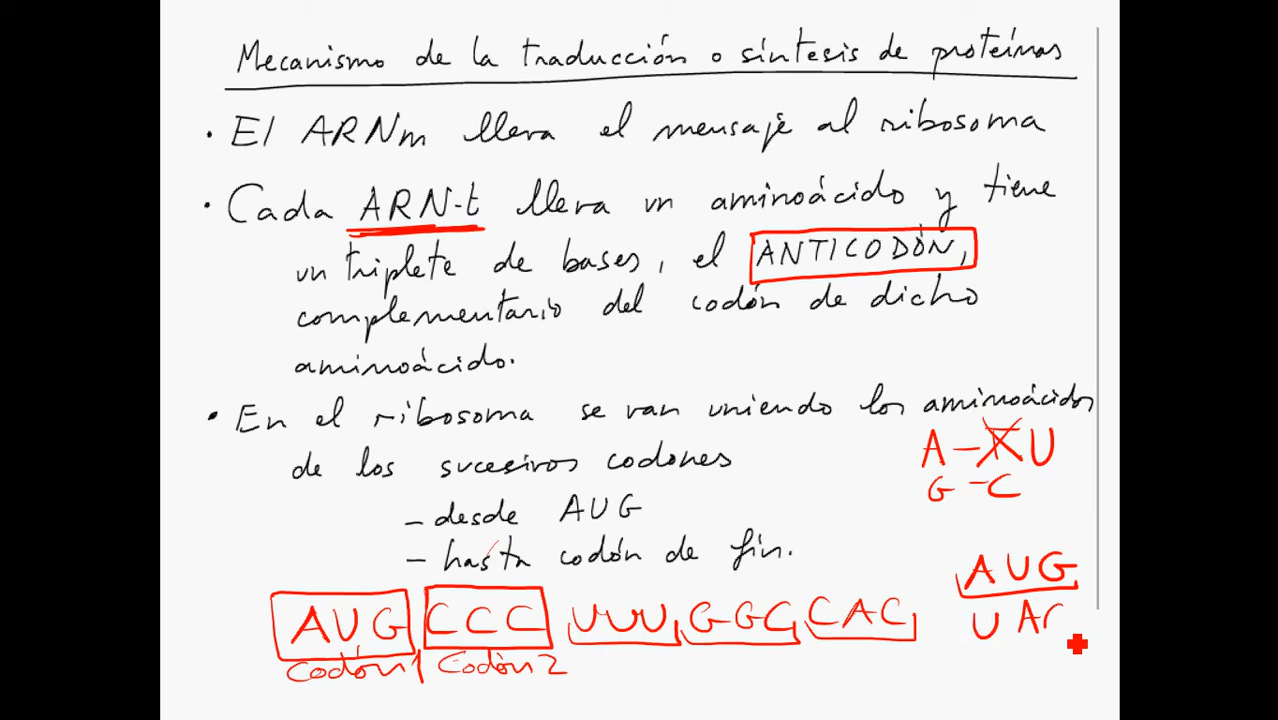 Mecanismo de la traducción o síntesis de proteínas
· El ARNm lleva el mensaje al ribosoma
· Cada ARN-t lleva un aminoácido y tiene
un triplete de bases, el ANTICODÓN,
complementario del codón de dicho
aminoácido.
· En el ribosoma se van uniendo los aminoácidos
de los sucesivos codones
A – T U
G – C
– desde AUG
– hasta codón de fin.
AUG
UAC
AUG CCC UUU GGC CAC
Codón 1 Codón 2